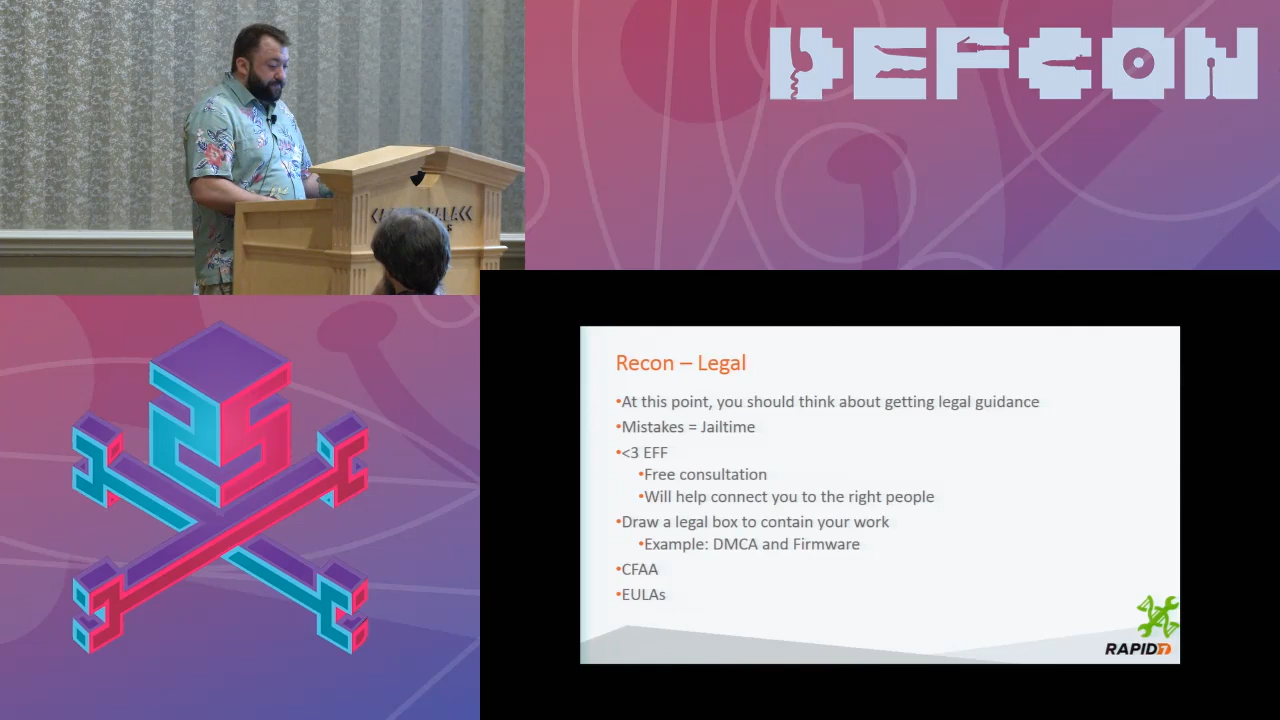 DEFCON
Recon – Legal
•At this point, you should think about getting legal guidance
•Mistakes = Jailtime
•<3 EFF
•Free consultation
•Will help connect you to the right people
•Draw a legal box to contain your work
•Example: DMCA and Firmware
•CFAA
•EULAs
RAPID7